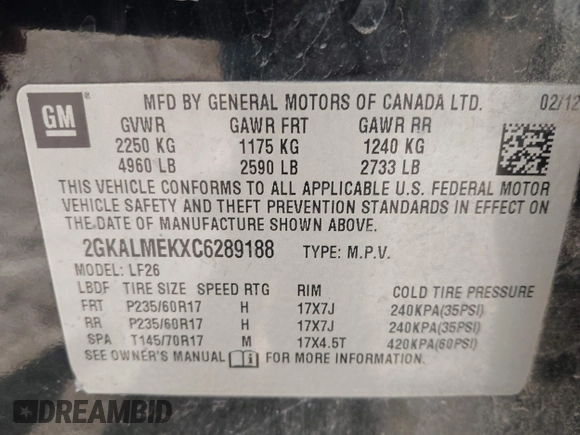 GM ®
MFD BY GENERAL MOTORS OF CANADA LTD. 02/12
GVWR GAWR FRT GAWR RR
2250 KG 1175 KG 1240 KG
4960 LB 2590 LB 2733 LB
THIS VEHICLE CONFORMS TO ALL APPLICABLE U.S. FEDERAL MOTOR
VEHICLE SAFETY AND THEFT PREVENTION STANDARDS IN EFFECT ON
THE DATE OF MANUFACTURE SHOWN ABOVE.
2GKALMEKXC6289188 TYPE: M.P.V.
MODEL: LF26
LBDF TIRE SIZE SPEED RTG RIM COLD TIRE PRESSURE
FRT P235/60R17 H 17X7J 240KPA(35PSI)
RR P235/60R17 H 17X7J 240KPA(35PSI)
SPA T145/70R17 M 17X4.5T 420KPA(60PSI)
SEE OWNER'S MANUAL FOR MORE INFORMATION.
DREAMBID